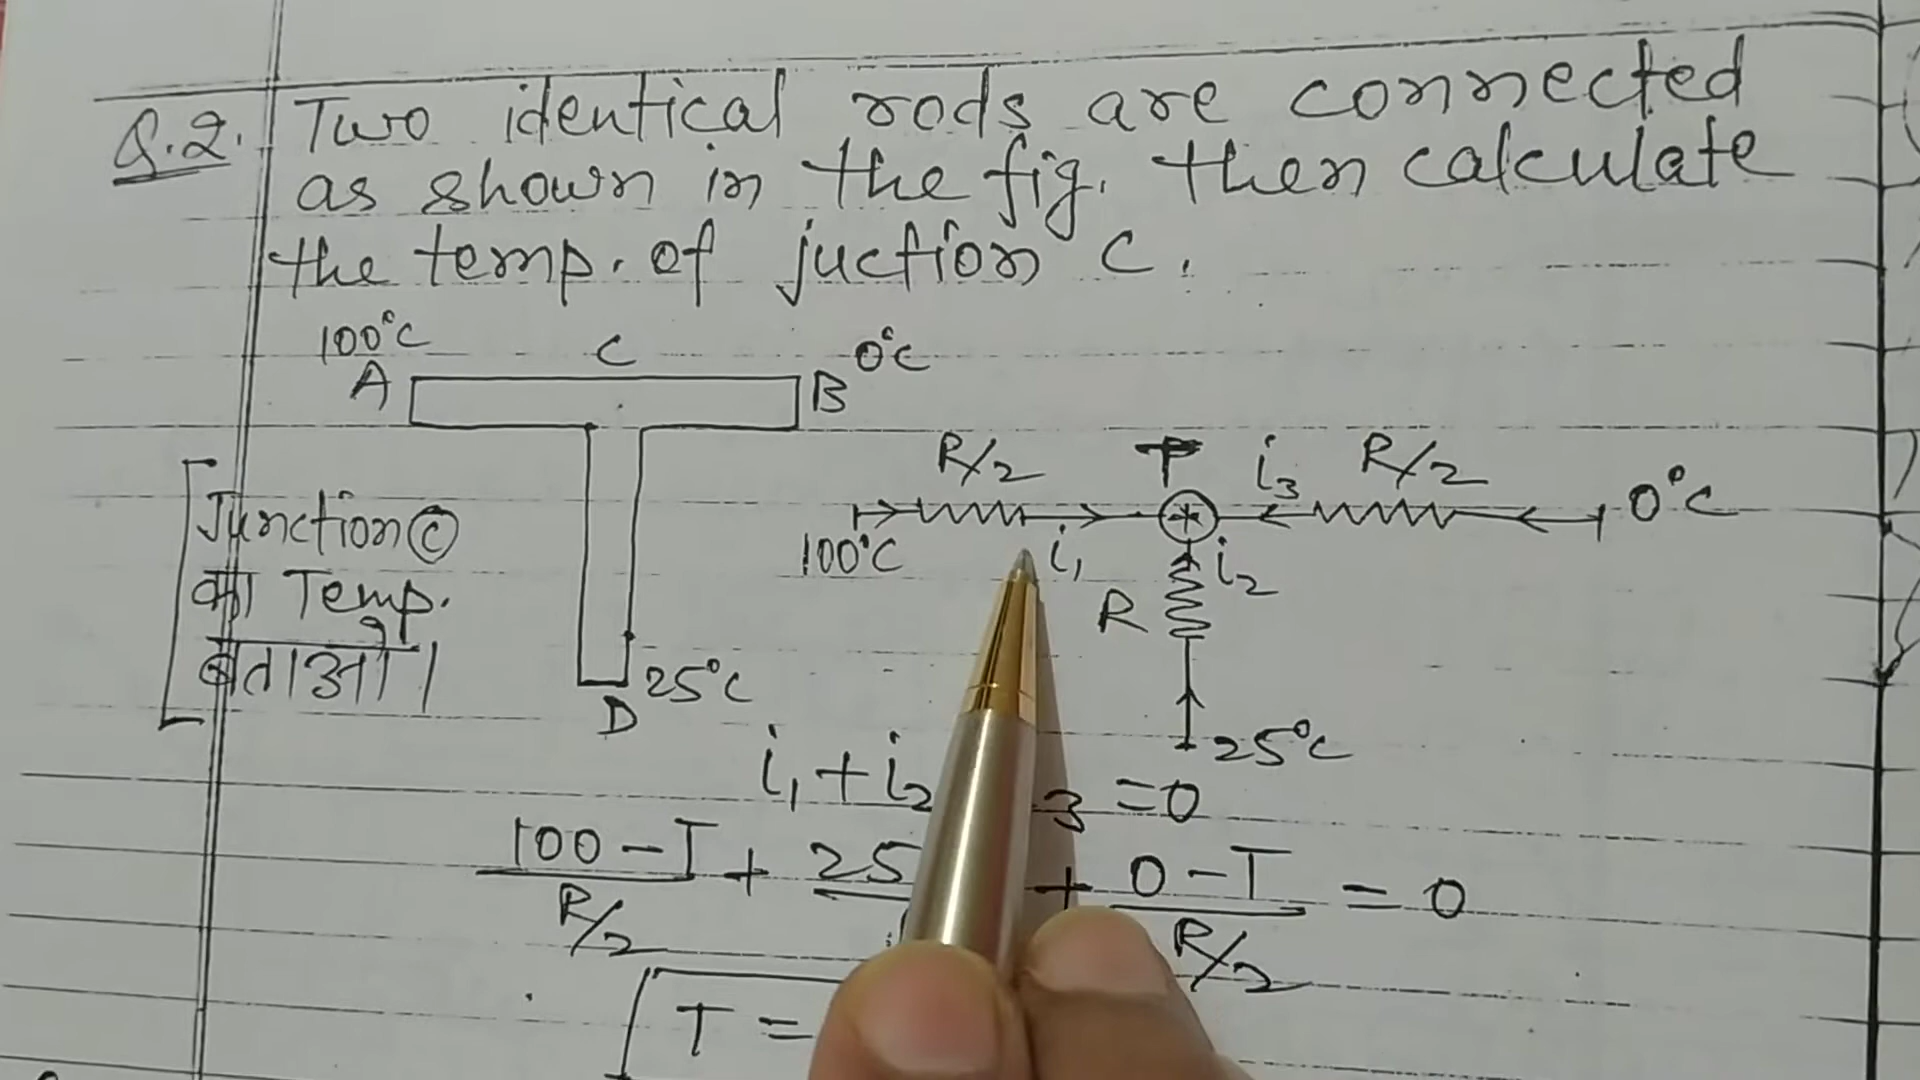 Q.2. Two identical rods are connected
as shown in the fig. then calculate
the temp. of juction C.
100°C
C
0°C
A
B
Junction ©
का Temp.
बताओ।
D
25°C
R/2
T
i₃
R/2
100°C
i₁
0°C
R
i₂
25°C
i₁ + i₂ 3 = 0
100 - T + 25 + 0 - T = 0
R/2 R/2
T =